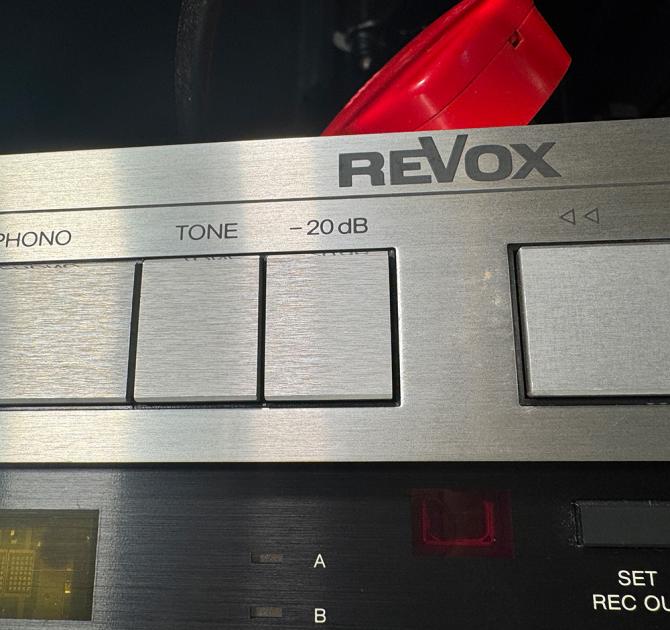 REVOX
PHONO TONE −20 dB ◁◁
A
B
SET
REC OU